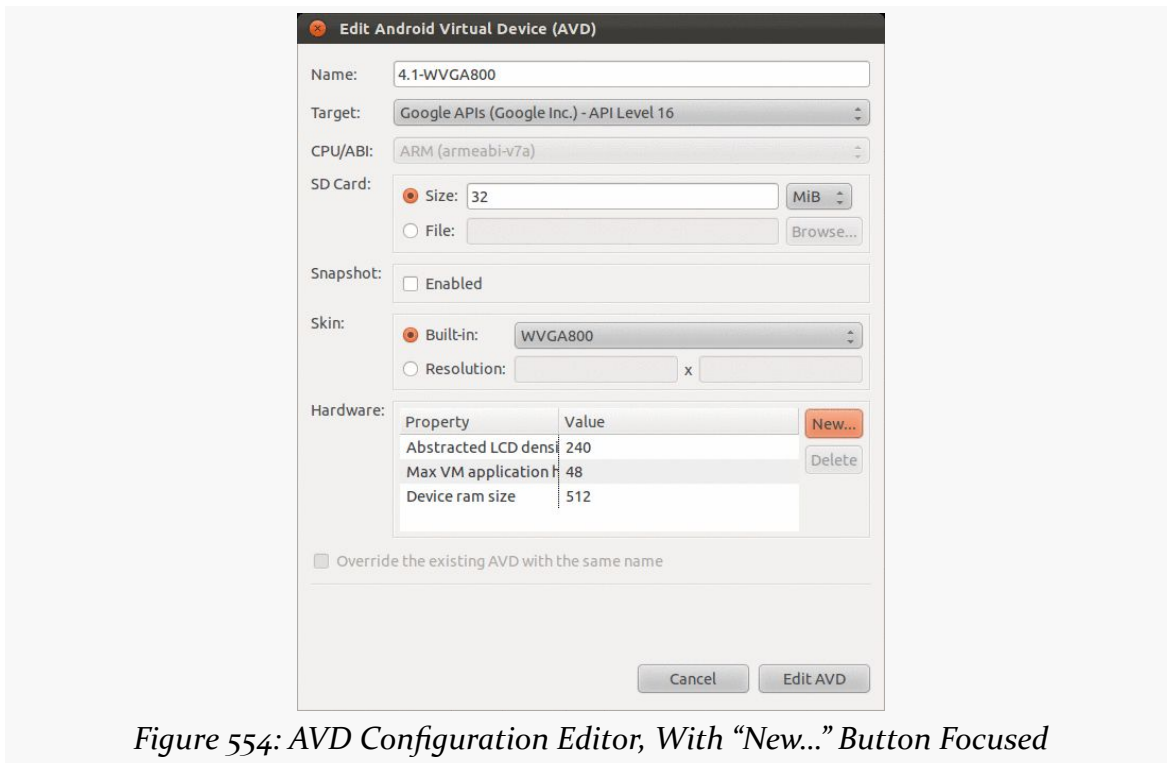 Edit Android Virtual Device (AVD)
Name: 4.1-WVGA800
Target: Google APIs (Google Inc.) - API Level 16
CPU/ABI: ARM (armeabi-v7a)
SD Card:
Size: 32 MiB
File: Browse...
Snapshot: Enabled
Skin:
Built-in: WVGA800
Resolution: x
Hardware:
Property Value New...
Abstracted LCD densi 240
Delete
Max VM application h 48
Device ram size 512
Override the existing AVD with the same name
Cancel Edit AVD
Figure 554: AVD Configuration Editor, With “New...” Button Focused